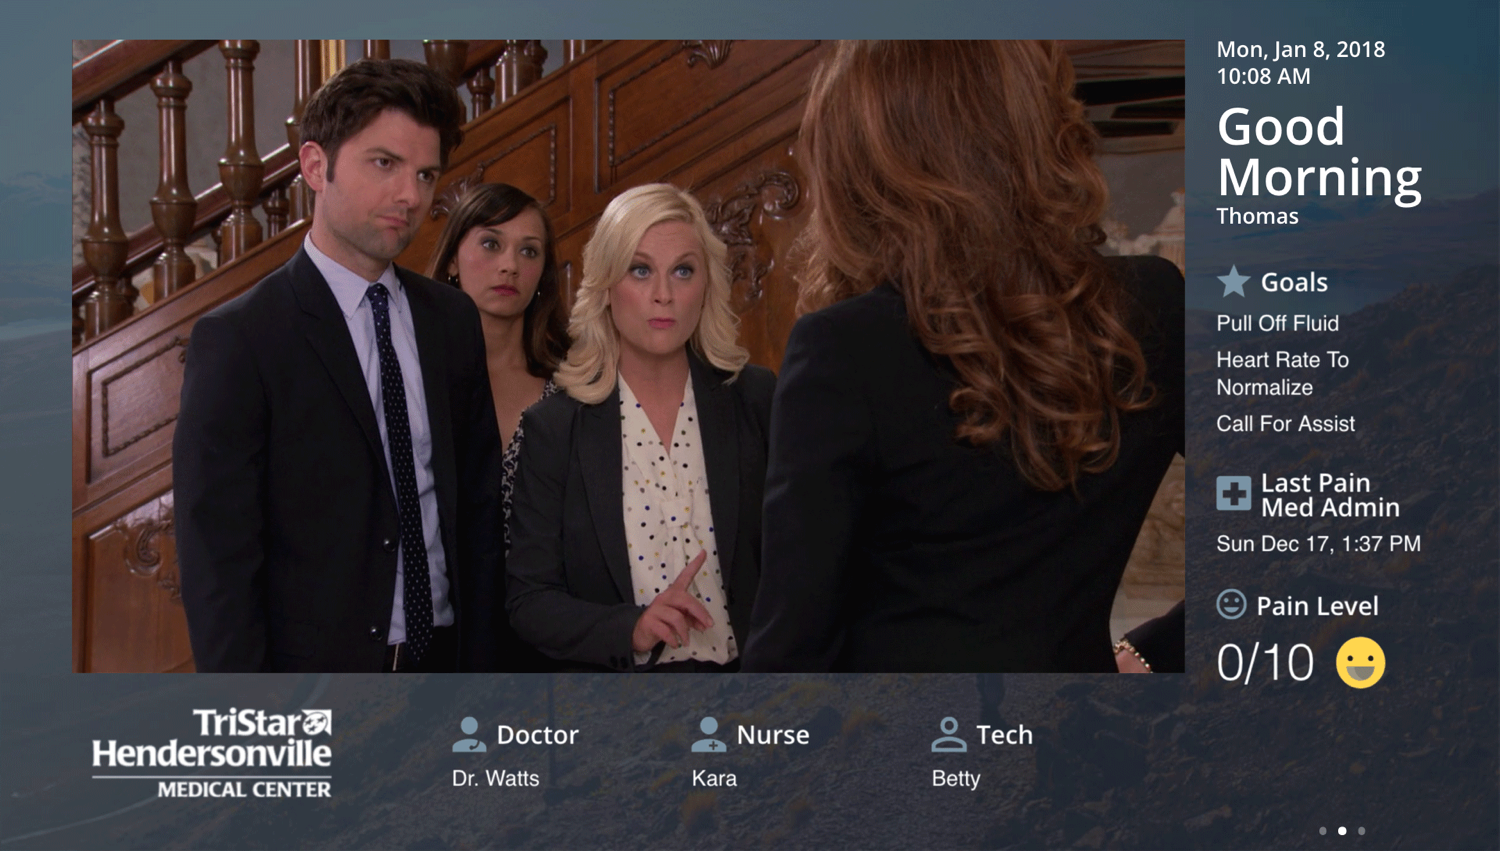 Mon, Jan 8, 2018
10:08 AM
Good
Morning
Thomas
Goals
Pull Off Fluid
Heart Rate To
Normalize
Call For Assist
Last Pain
Med Admin
Sun Dec 17, 1:37 PM
Pain Level
0/10
TriStar
Hendersonville
MEDICAL CENTER
Doctor
Dr. Watts
Nurse
Kara
Tech
Betty